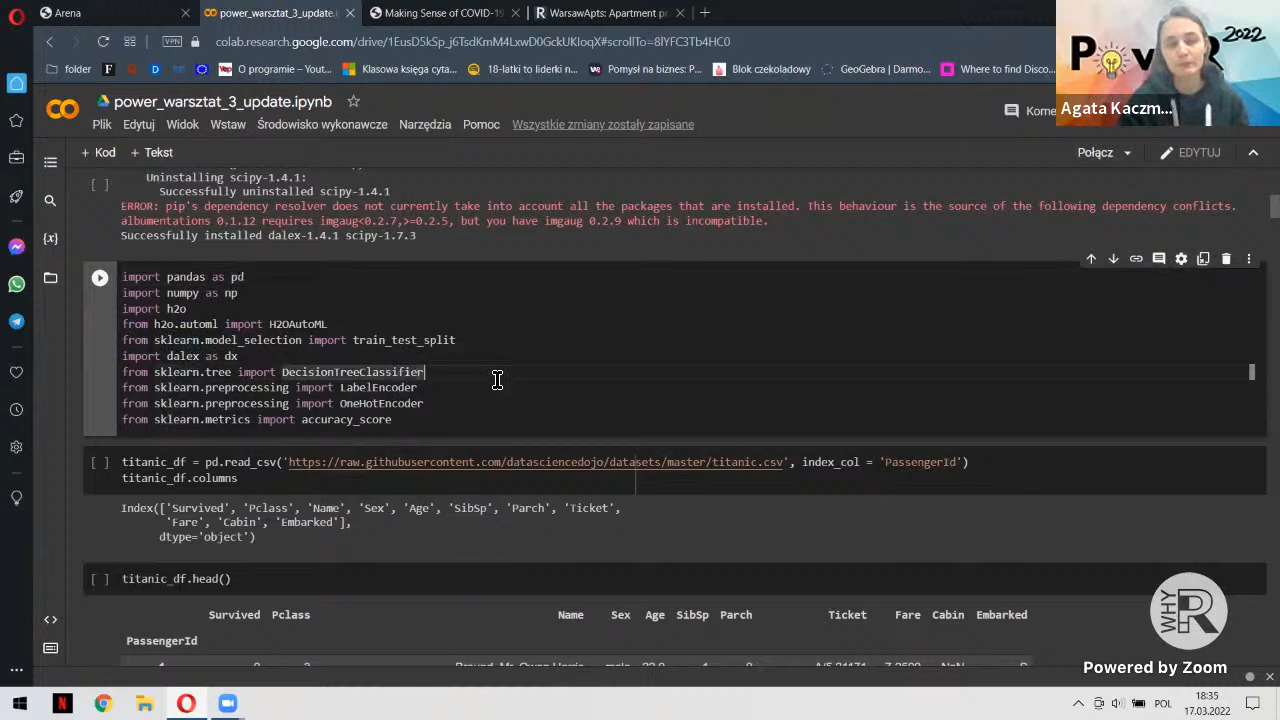 Arena
power_warsztat_3_update.ipynb
Making Sense of COVID-19
WarsawApts: Apartment pr
VPN
colab.research.google.com/drive/1EusD5kSp_j6TsdKmM4LxwD0GckUKIoqX#scrollTo=8lYFC3Tb4HC0
folder
O programie – Yout...
Klasowa księga cyta...
18-latki to liderki n...
Pomysł na biznes: P...
Blok czekoladowy
GeoGebra (Darmo...
Where to find Disco...
2022
Agata Kaczm...
power_warsztat_3_update.ipynb
Plik Edytuj Widok Wstaw Środowisko wykonawcze Narzędzia Pomoc Wszystkie zmiany zostały zapisane
Kome
+ Kod + Tekst
Połącz
EDYTUJ
Uninstalling scipy-1.4.1:
[ ]
Successfully uninstalled scipy-1.4.1
ERROR: pip's dependency resolver does not currently take into account all the packages that are installed. This behaviour is the source of the following dependency conflicts.
albumentations 0.1.12 requires imgaug<0.2.7,>=0.2.5, but you have imgaug 0.2.9 which is incompatible.
Successfully installed dalex-1.4.1 scipy-1.7.3
import pandas as pd
import numpy as np
import h2o
from h2o.automl import H2OAutoML
from sklearn.model_selection import train_test_split
import dalex as dx
from sklearn.tree import DecisionTreeClassifier
from sklearn.preprocessing import LabelEncoder
from sklearn.preprocessing import OneHotEncoder
from sklearn.metrics import accuracy_score
[ ] titanic_df = pd.read_csv('https://raw.githubusercontent.com/datasciencedojo/datasets/master/titanic.csv', index_col = 'PassengerId')
titanic_df.columns
Index(['Survived', 'Pclass', 'Name', 'Sex', 'Age', 'SibSp', 'Parch', 'Ticket',
'Fare', 'Cabin', 'Embarked'],
dtype='object')
[ ] titanic_df.head()
Survived Pclass Name Sex Age SibSp Parch Ticket Fare Cabin Embarked
PassengerId
WHY R
Powered by Zoom
POL
18:35
17.03.2022